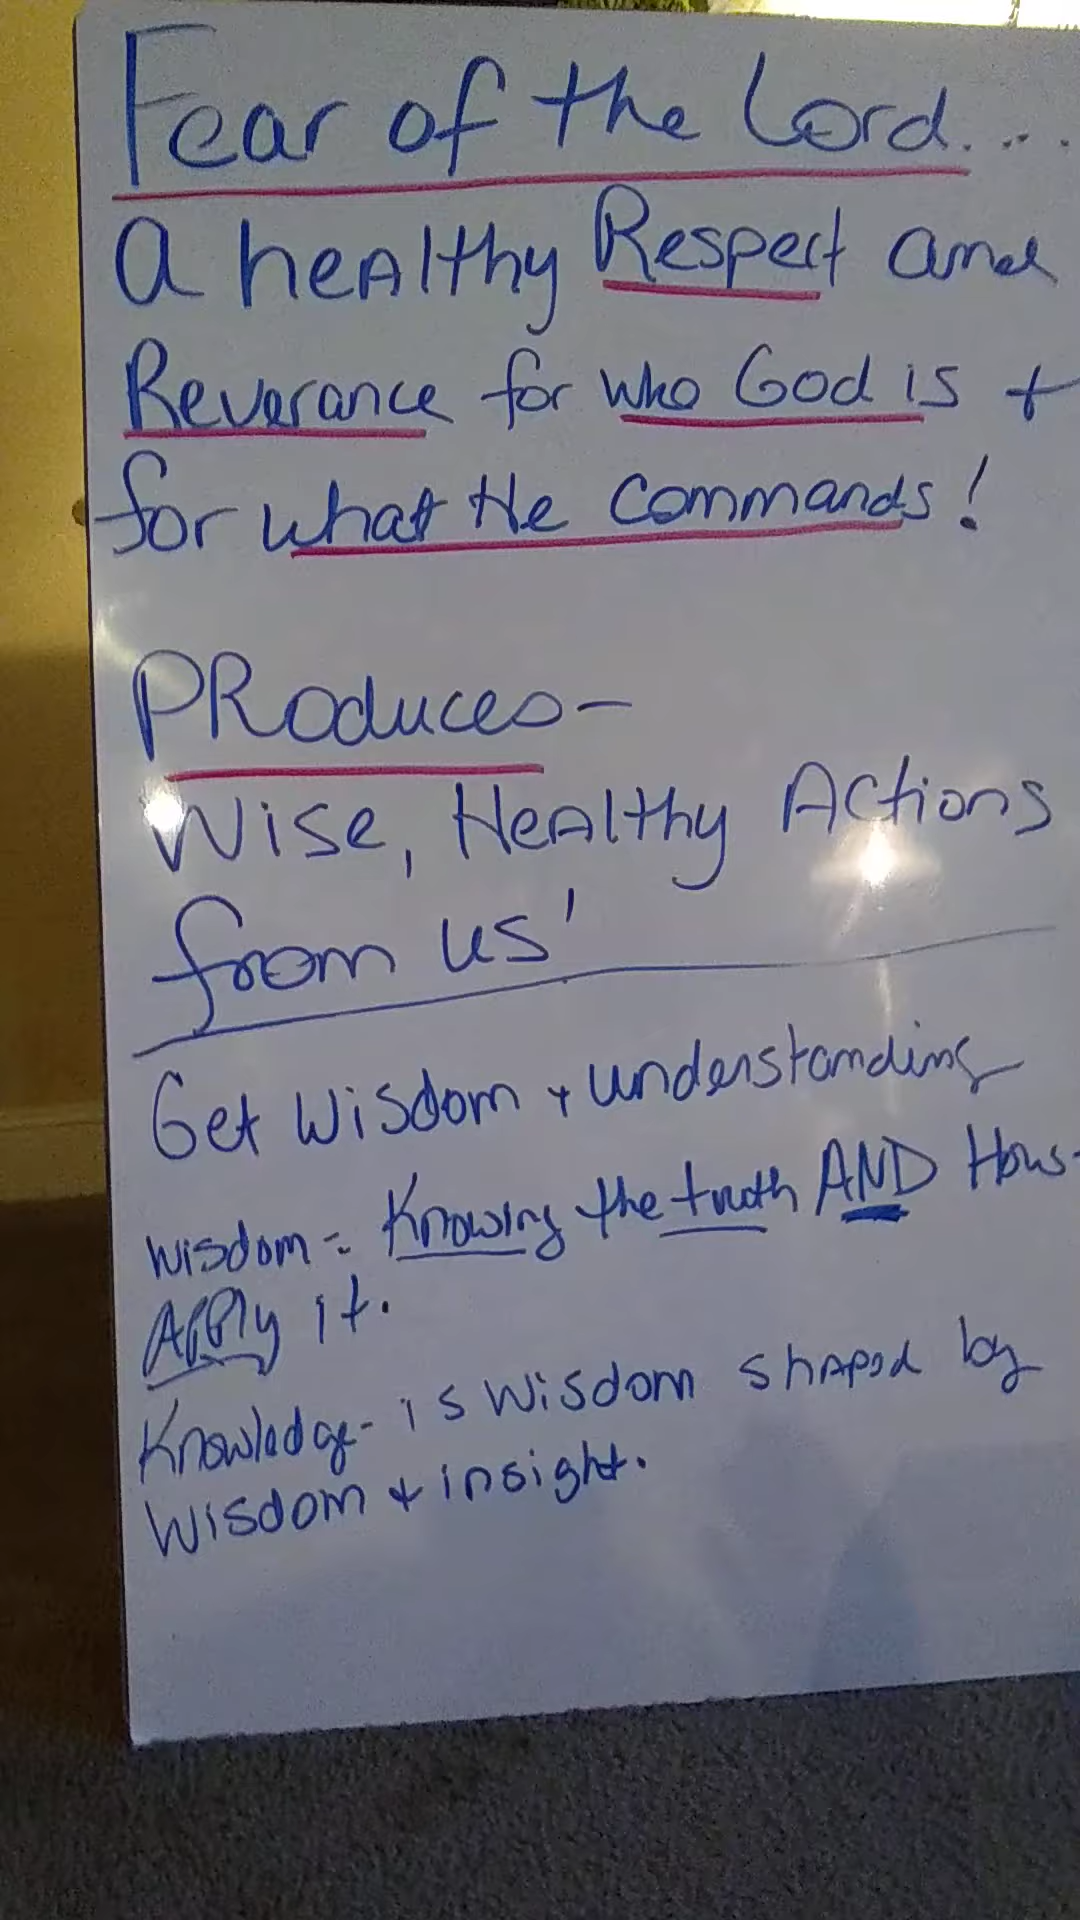 Fear of the Lord...
A healthy Respect and
Reverance for who God is +
for what He commands!
PRoduces-
Wise, Healthy Actions
from us'
Get Wisdom + understanding
Wisdom = Knowing the truth AND How
Apply it.
Knowledge- is Wisdom shaped by
Wisdom + insight.